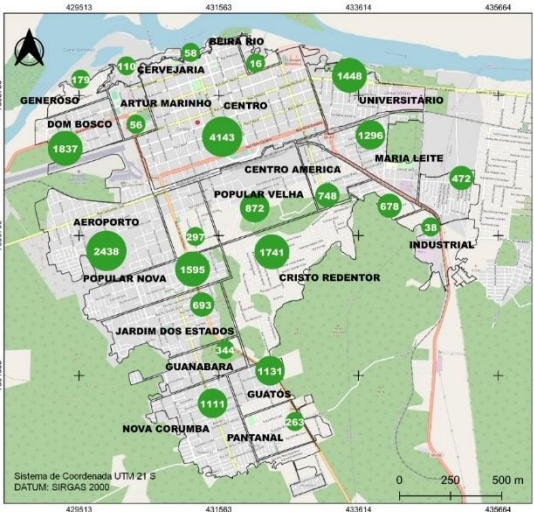 429513 431563 433614 435664
58 BEIRA RIO
110 16
CERVEJARIA
179 1448
GENEROSO ARTUR MARINHO CENTRO UNIVERSITARIO
DOM BOSCO 56
4143 1296
1837 MARIA LEITE
CENTRO AMERICA 472
POPULAR VELHA 748
872 678
AEROPORTO 38
297 INDUSTRIAL
2438 1741
POPULAR NOVA 1595 CRISTO REDENTOR
693
JARDIM DOS ESTADOS
344
GUANABARA 1131
GUATOS
1111
NOVA CORUMBA 263
PANTANAL
Sistema de Coordenada UTM 21 S
DATUM: SIRGAS 2000
0 250 500 m
429513 431563 433614 435664